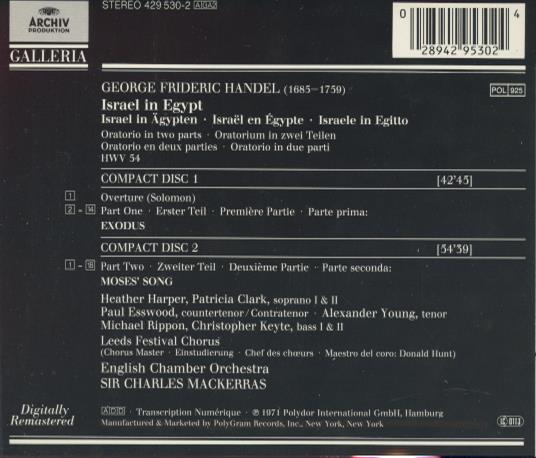 STEREO 429 530-2 ADD
ARCHIV
PRODUKTION
GALLERIA
0 28942 95302 4
GEORGE FRIDERIC HANDEL (1685–1759)
POL 925
Israel in Egypt
Israel in Ägypten · Israël en Égypte · Israele in Egitto
Oratorio in two parts · Oratorium in zwei Teilen
Oratorio en deux parties · Oratorio in due parti
HWV 54
COMPACT DISC 1 [42'45]
1 Overture (Solomon)
2 - 14 Part One · Erster Teil · Première Partie · Parte prima:
EXODUS
COMPACT DISC 2 [54'39]
1 - 18 Part Two · Zweiter Teil · Deuxième Partie · Parte seconda:
MOSES' SONG
Heather Harper, Patricia Clark, soprano I & II
Paul Esswood, countertenor/Contratenor · Alexander Young, tenor
Michael Rippon, Christopher Keyte, bass I & II
Leeds Festival Chorus
(Chorus Master · Einstudierung · Chef des chœurs · Maestro del coro: Donald Hunt)
English Chamber Orchestra
SIR CHARLES MACKERRAS
Digitally
Remastered
ADD · Transcription Numérique · ℗ 1971 Polydor International GmbH, Hamburg
Manufactured & Marketed by PolyGram Records, Inc., New York, New York